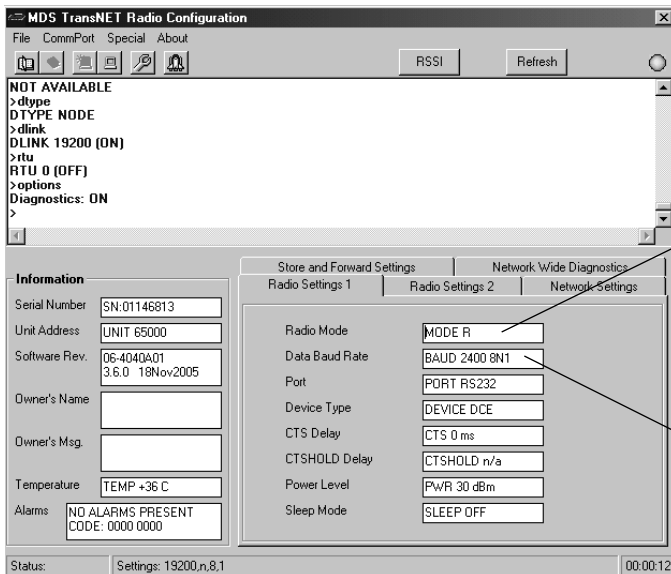 MDS TransNET Radio Configuration
File CommPort Special About
RSSI Refresh
NOT AVAILABLE
>dtype
DTYPE NODE
>dlink
DLINK 19200 (ON)
>rtu
RTU 0 (OFF)
>options
Diagnostics: ON
>
Information
Serial Number SN:01146813
Unit Address UNIT 65000
Software Rev. 06-4040A01
3.6.0 18Nov2005
Owner's Name
Owner's Msg.
Temperature TEMP +36 C
Alarms NO ALARMS PRESENT
CODE: 0000 0000
Store and Forward Settings Network Wide Diagnostics
Radio Settings 1 Radio Settings 2 Network Settings
Radio Mode MODE R
Data Baud Rate BAUD 2400 8N1
Port PORT RS232
Device Type DEVICE DCE
CTS Delay CTS 0 ms
CTSHOLD Delay CTSHOLD n/a
Power Level PWR 30 dBm
Sleep Mode SLEEP OFF
Status: Settings: 19200,n,8,1 00:00:12